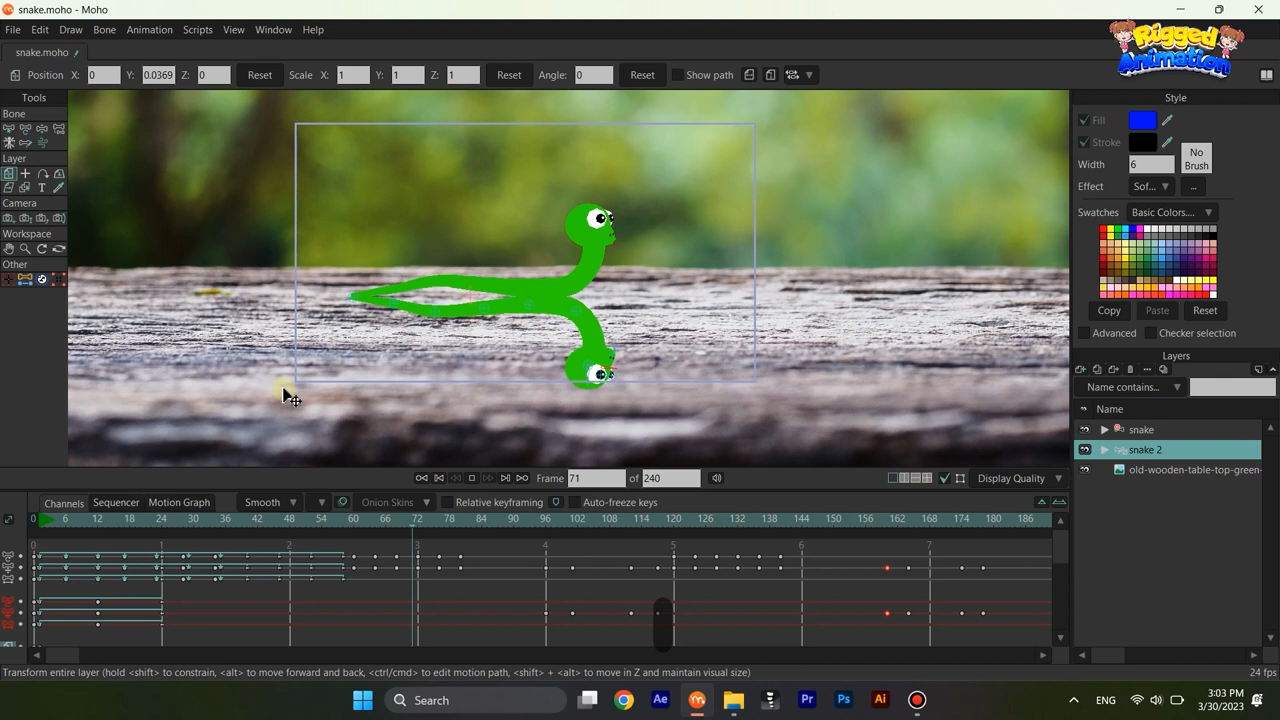 snake.moho - Moho
File Edit Draw Bone Animation Scripts View Window Help
Rigged Animation
snake.moho
Position X: 0 Y: 0.0369 Z: 0 Reset Scale X: 1 Y: 1 Z: 1 Reset Angle: 0 Reset Show path
Tools
Bone
Layer
Camera
Workspace
Other
Style
Fill
Stroke
No Brush
Width 6
Effect Sof... ...
Swatches Basic Colors....
Copy Paste Reset
Advanced Checker selection
Layers
Name contains...
Name
snake
snake 2
old-wooden-table-top-green-
Frame 71 of 240 Display Quality
Channels Sequencer Motion Graph Smooth Onion Skins Relative keyframing Auto-freeze keys
0 6 12 18 24 30 36 42 48 54 60 66 72 78 84 90 96 102 108 114 120 126 132 138 144 150 156 162 168 174 180 186
0 1 2 3 4 5 6 7
Transform entire layer (hold <shift> to constrain, <alt> to move forward and back, <ctrl/cmd> to edit motion path, <shift> + <alt> to move in Z and maintain visual size) 24 fps
Search Ae Pr Ps Ai ENG 3:03 PM
3/30/2023